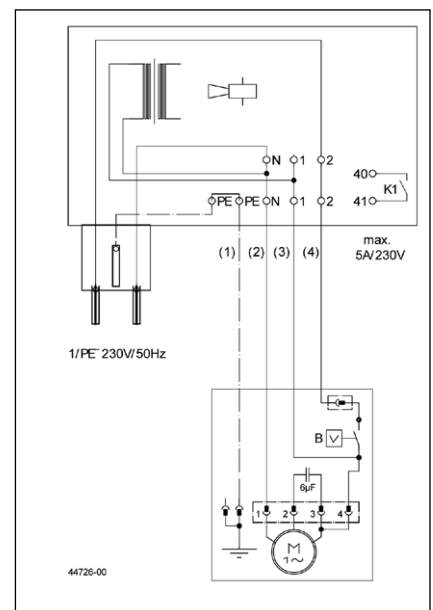 N 1 2
40
K1
PE PE N 1 2 41
(1) (2) (3) (4)
max.
5A/230V
1/PE~230V/50Hz
B
6µF
1 2 3 4
M
1~
44726-00